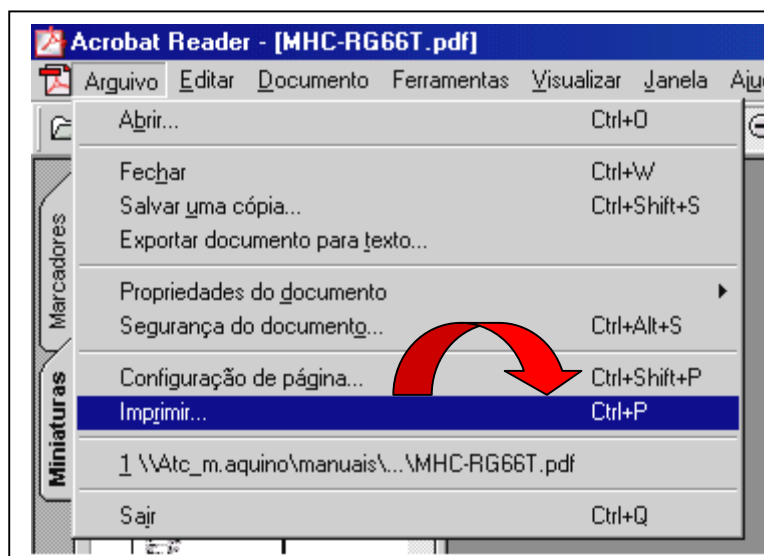 Acrobat Reader - [MHC-RG66T.pdf]
Arquivo Editar Documento Ferramentas Visualizar Janela
Abrir... Ctrl+O
Fechar Ctrl+W
Salvar uma cópia... Ctrl+Shift+S
Exportar documento para texto...
Propriedades do documento
Segurança do documento... Ctrl+Alt+S
Configuração de página... Ctrl+Shift+P
Imprimir... Ctrl+P
1 \\Atc_m.aquino\manuais\...\MHC-RG66T.pdf
Sair Ctrl+Q
Marcadores
Miniaturas